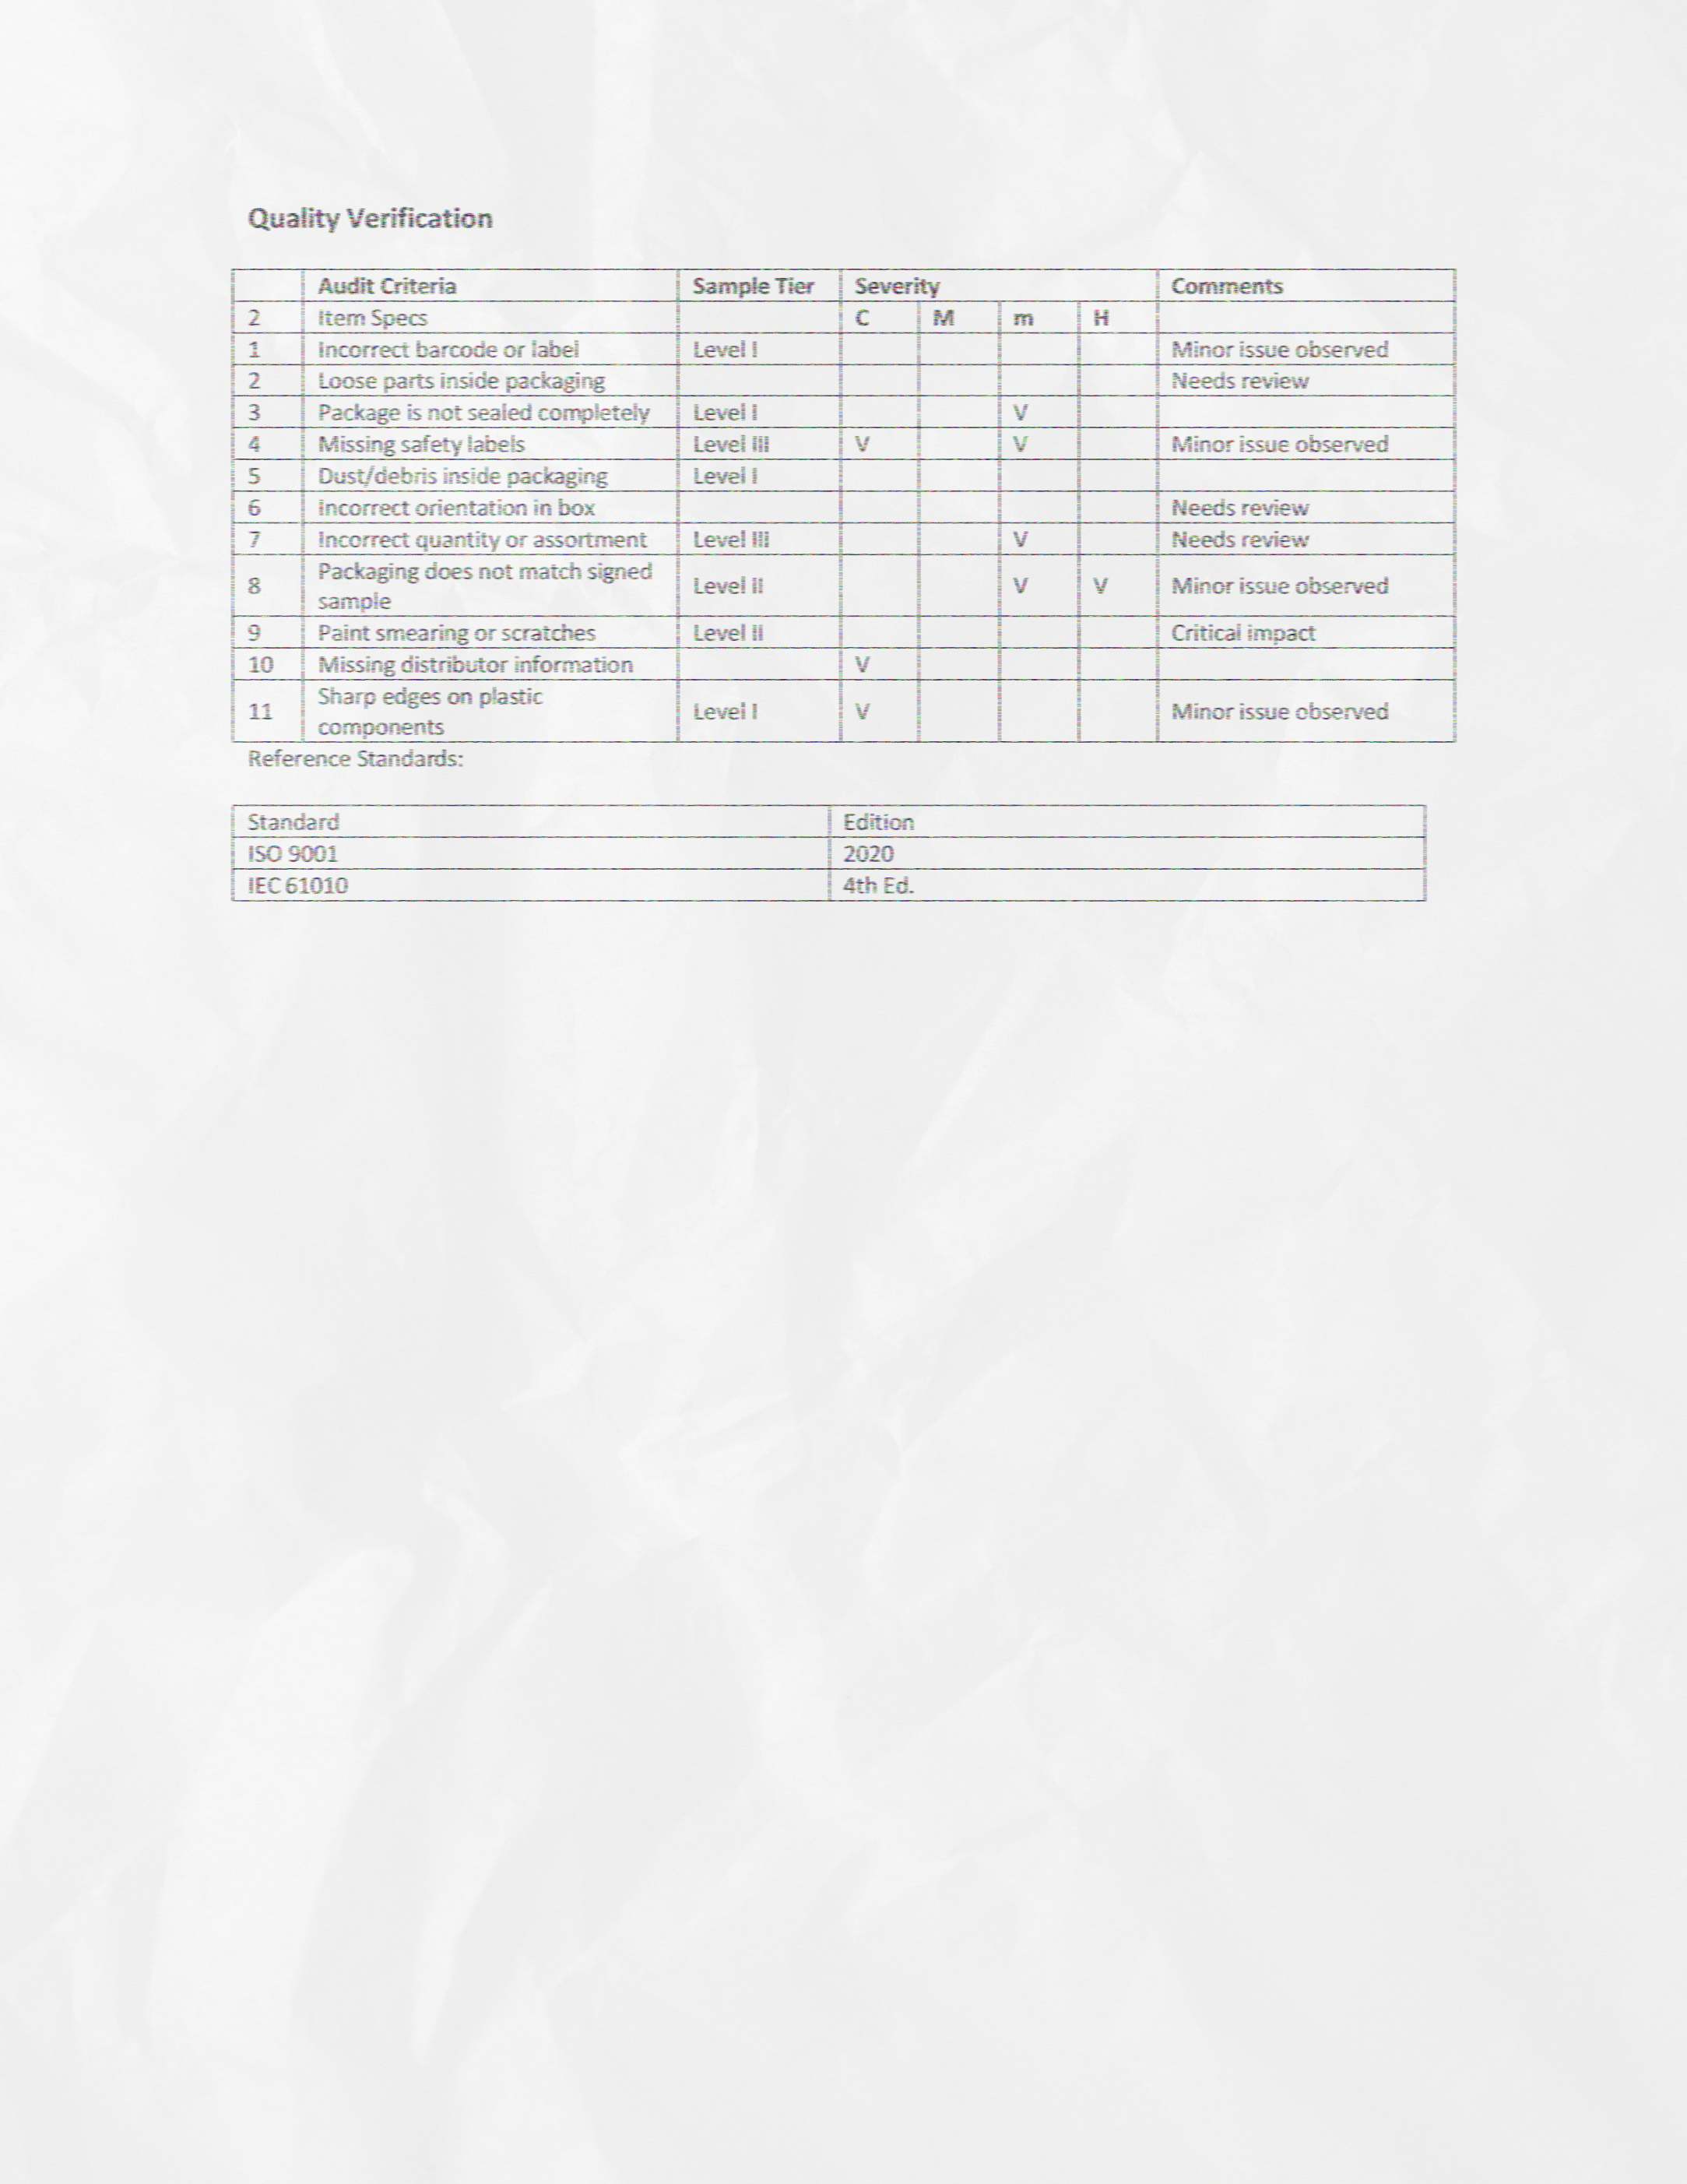 Quality Verification
Audit Criteria Sample Tier Severity Comments
2 Item Specs C M m H
1 Incorrect barcode or label Level I Minor issue observed
2 Loose parts inside packaging Needs review
3 Package is not sealed completely Level I V
4 Missing safety labels Level III V V Minor issue observed
5 Dust/debris inside packaging Level I
6 Incorrect orientation in box Needs review
7 Incorrect quantity or assortment Level III V Needs review
8 Packaging does not match signed sample Level II V V Minor issue observed
9 Paint smearing or scratches Level II Critical impact
10 Missing distributor information V
11 Sharp edges on plastic components Level I V Minor issue observed
Reference Standards:
Standard Edition
ISO 9001 2020
IEC 61010 4th Ed.